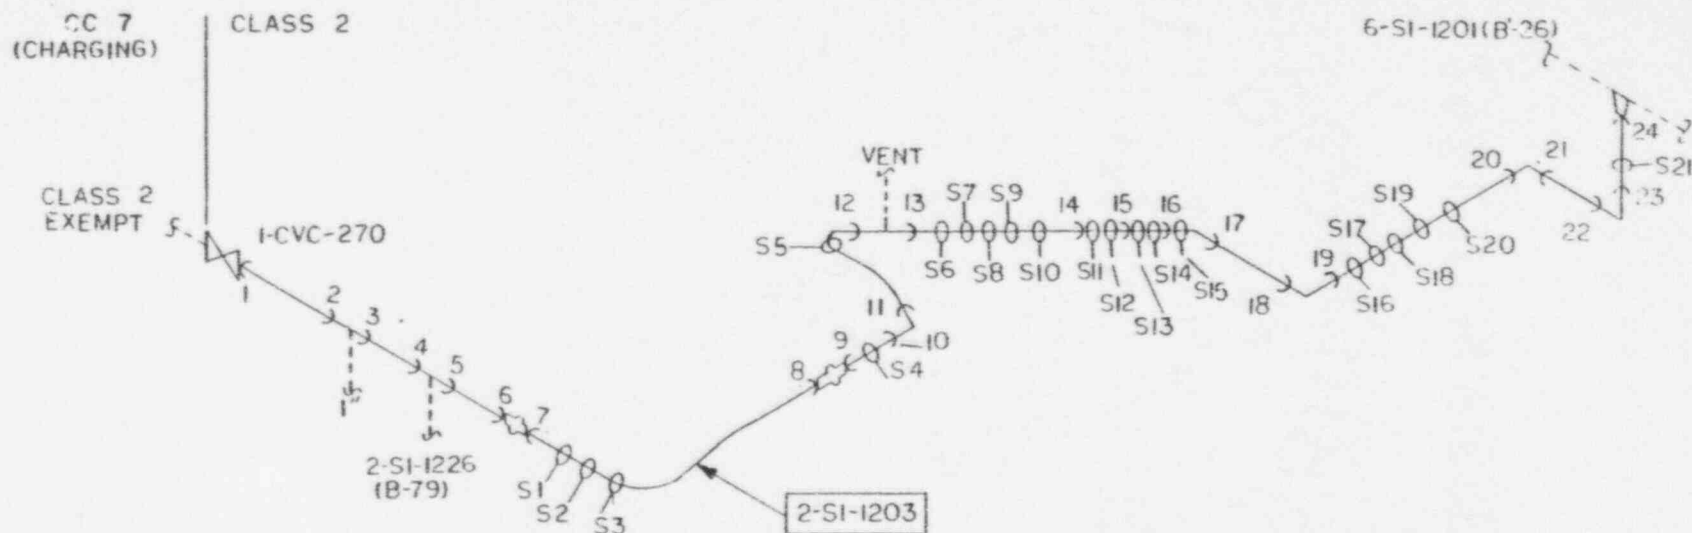 CC 7
(CHARGING)
CLASS 2
6-SI-1201(B-26)
CLASS 2
EXEMPT
1-CVC-270
VENT
1
2
3
1"
4
5
2-SI-1226
(B-79)
6
7
S1
S2
S3
2-SI-1203
8
9
S4
10
11
S5
12
13
S6
S7
S8
S9
S10
14
S11
15
S12
S13
16
S14
S15
17
18
19
S16
S17
S18
S19
S20
20
21
22
23
S21
24